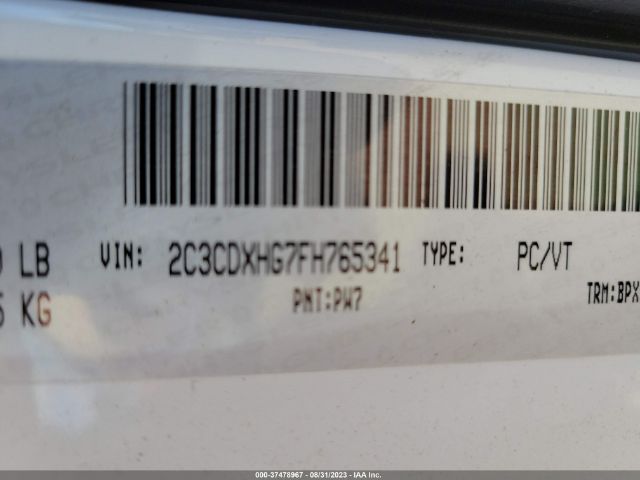 LB VIN: 2C3CDXHG7FH765341 TYPE: PC/VT
KG PNT:PW7 TRM:BPX
000-37478967 - 08/31/2023 - IAA Inc.